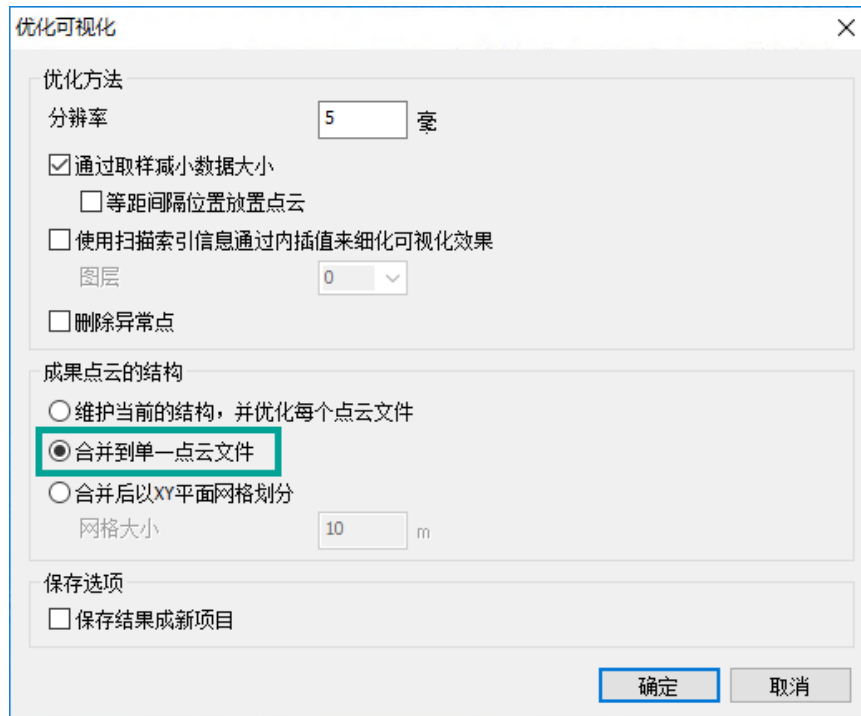 优化可视化
优化方法
分辨率 5 毫
通过取样减小数据大小
等距间隔位置放置点云
使用扫描索引信息通过内插值来细化可视化效果
图层 0
删除异常点
成果点云的结构
维护当前的结构，并优化每个点云文件
合并到单一点云文件
合并后以XY平面网格划分
网格大小 10 m
保存选项
保存结果成新项目
确定 取消